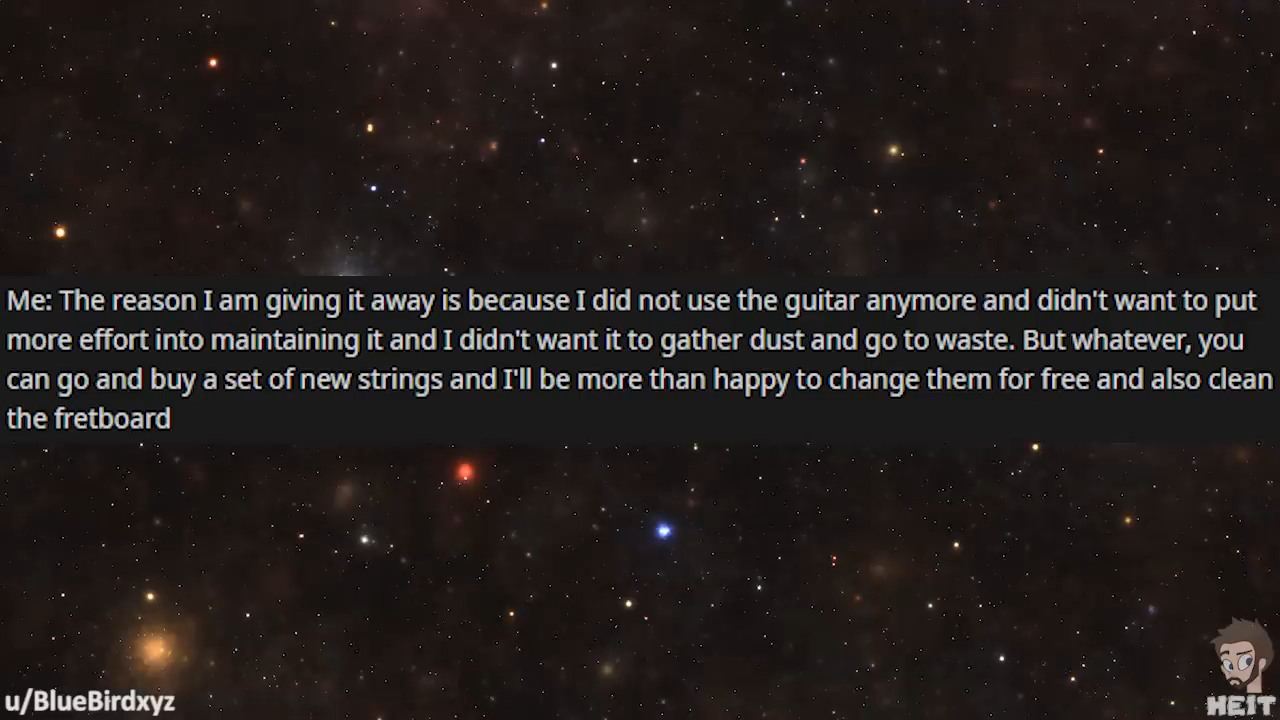 Me: The reason I am giving it away is because I did not use the guitar anymore and didn't want to put
more effort into maintaining it and I didn't want it to gather dust and go to waste. But whatever, you
can go and buy a set of new strings and I'll be more than happy to change them for free and also clean
the fretboard
u/BlueBirdxyz
HEIT